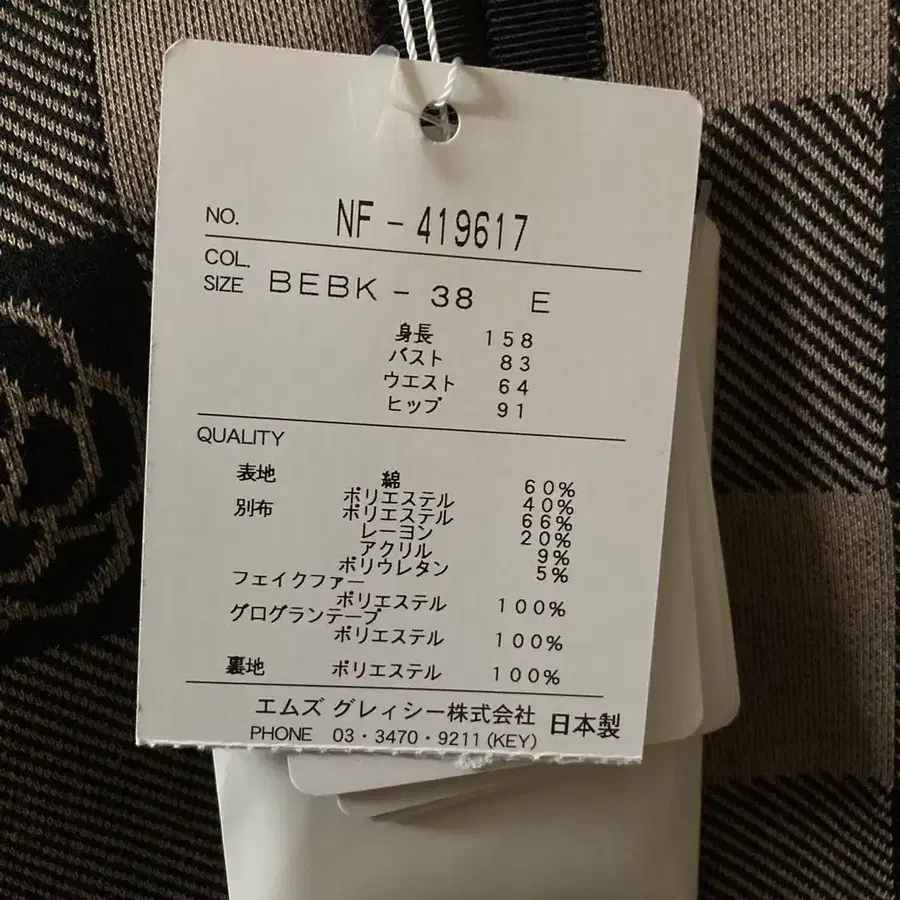 NO. NF-419617
COL.
SIZE BEBK-38 E
身長 158
バスト 83
ウエスト 64
ヒップ 91
QUALITY
表地 綿 60%
ポリエステル 40%
別布 ポリエステル 66%
レーヨン 20%
アクリル 9%
ポリウレタン 5%
フェイクファー
ポリエステル 100%
グログランテープ
ポリエステル 100%
裏地 ポリエステル 100%
エムズ グレィシー株式会社 日本製
PHONE 03・3470・9211(KEY)